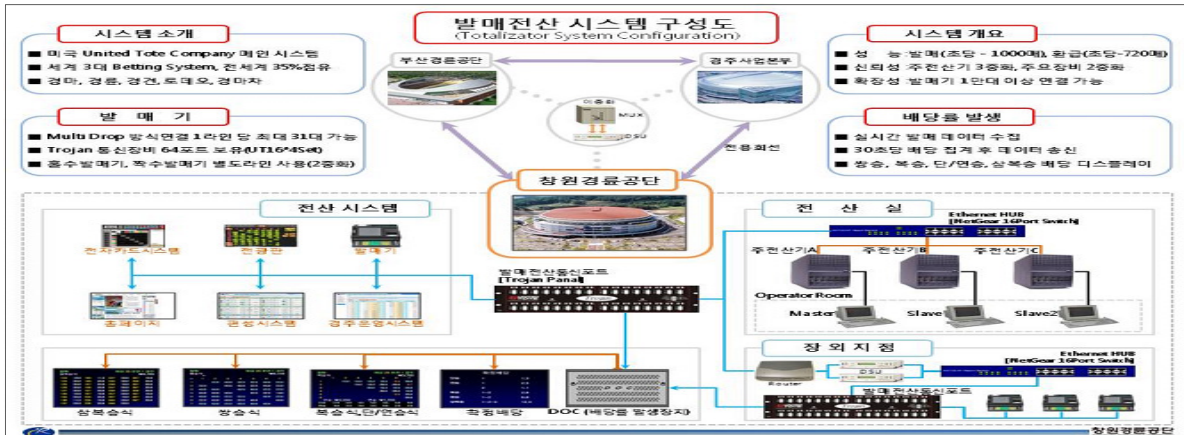 발매전산 시스템 구성도
(Totalizator System Configuration)
시스템 소개
■ 미국 United Tote Company 메인 시스템
■ 세계 3대 Betting System, 전세계 35%점유
■ 경마, 경륜, 경견, 로데오, 경마차
발 매 기
■ Multi Drop 방식연결 1라인 당 최대 31대 가능
■ Trojan 통신장비 64포트 보유(UT16*4Set)
■ 홀수발매기, 짝수발매기 별도라인 사용(2중화)
부산경륜공단
경주사업본부
이중화
MUX
DSU
전용회선
창원경륜공단
시스템 개요
■ 성 능 :발매(초당 - 1000매), 환급(초당-720매)
■ 신뢰성 :주전산기 3중화, 주요장비 2중화
■ 확장성 :발매기 1만대 이상 연결 가능
배당률 발생
■ 실시간 발매 데이터 수집
■ 30초당 배당 집계 후 데이터 송신
■ 쌍승, 복승, 단/연승, 삼복승 배당 디스플레이
전산 시스템
전자카드시스템
전광판
발매기
홈페이지
편성시스템
경주운영시스템
발매전산통신포트
[Trojan Panal]
Trojan
전 산 실
Ethernet HUB
[NetGear 16Port Switch]
주전산기A
주전산기B
주전산기C
Operator Room
Master
Slave
Slave2
삼복승식
쌍승식
복승식,단/연승식
확정배당
DOC (배당률 발생장치)
장외지점
Ethernet HUB
[NetGear 16Port Switch]
Router
DSU
발매전산통신포트
창원경륜공단